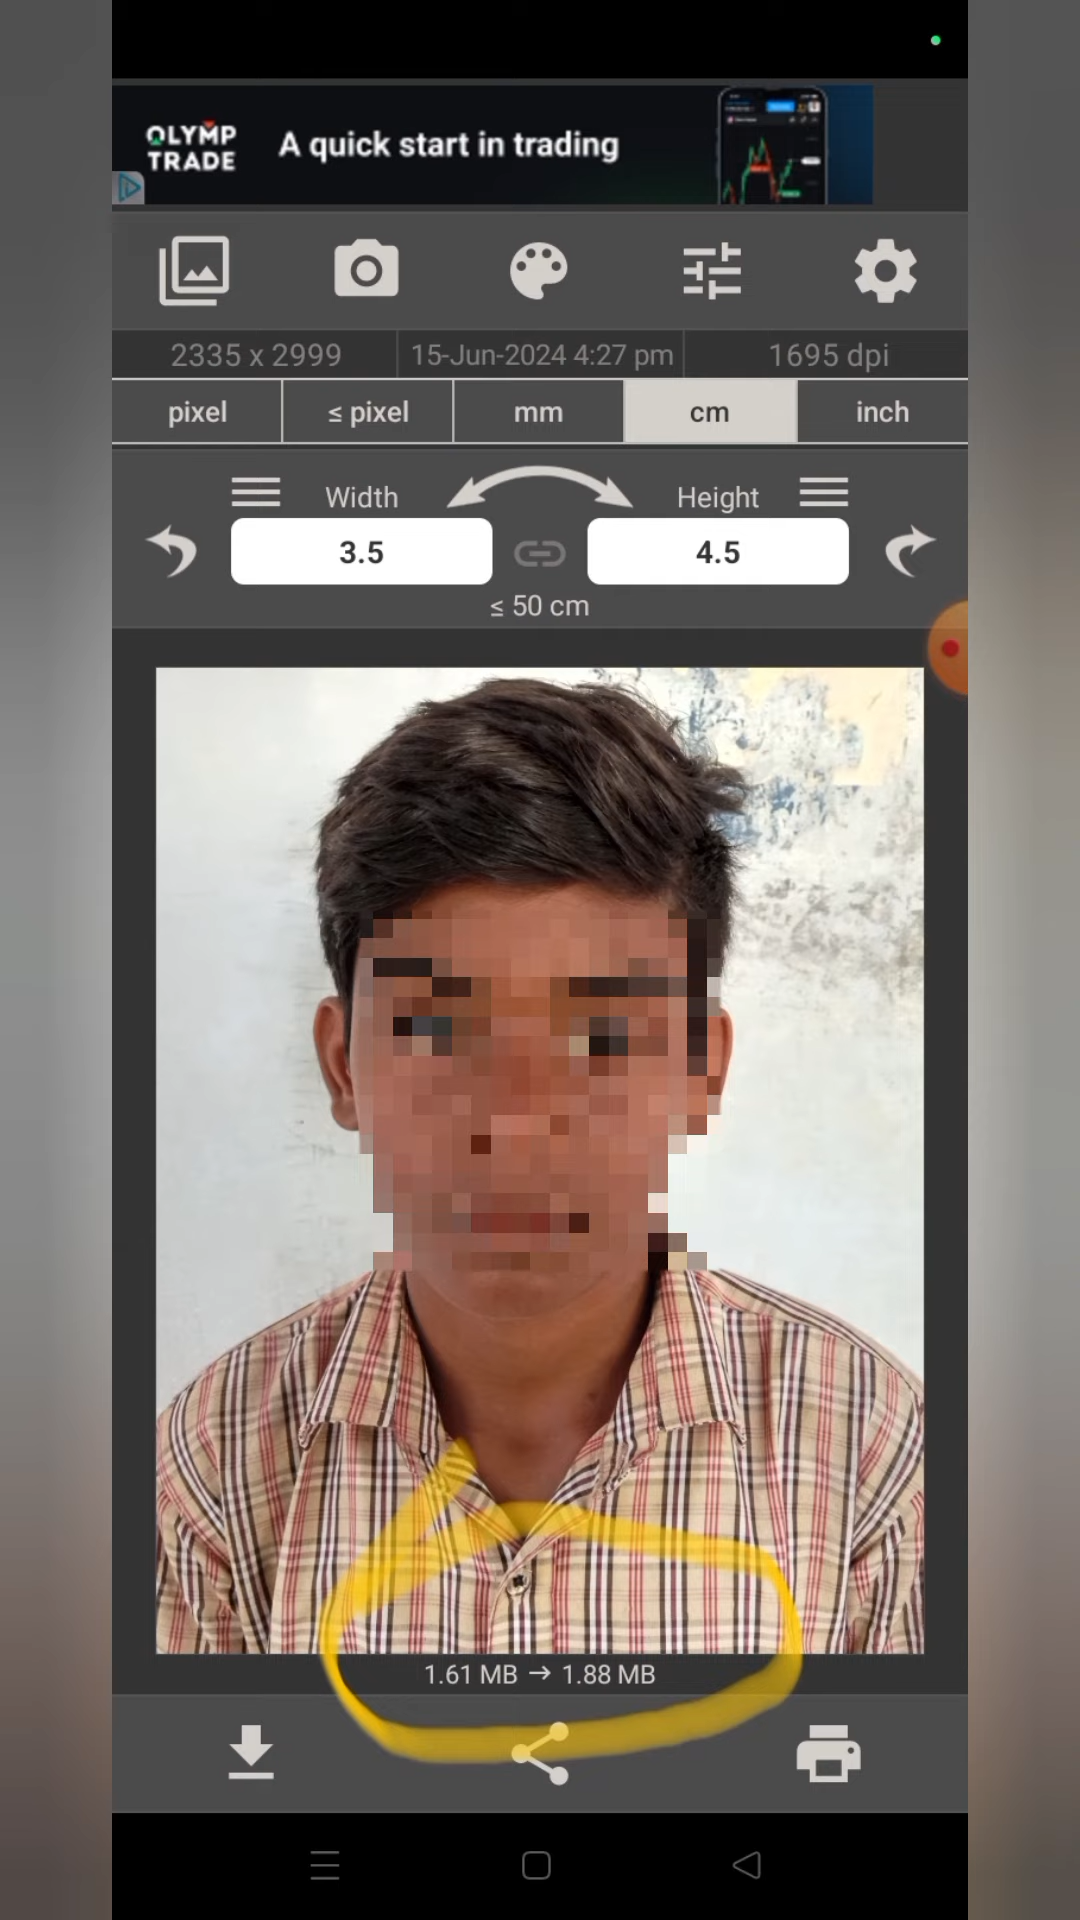 OLYMP
TRADE
A quick start in trading
2335 x 2999
15-Jun-2024 4:27 pm
1695 dpi
pixel
≤ pixel
mm
cm
inch
Width
Height
3.5
4.5
≤ 50 cm
1.61 MB → 1.88 MB